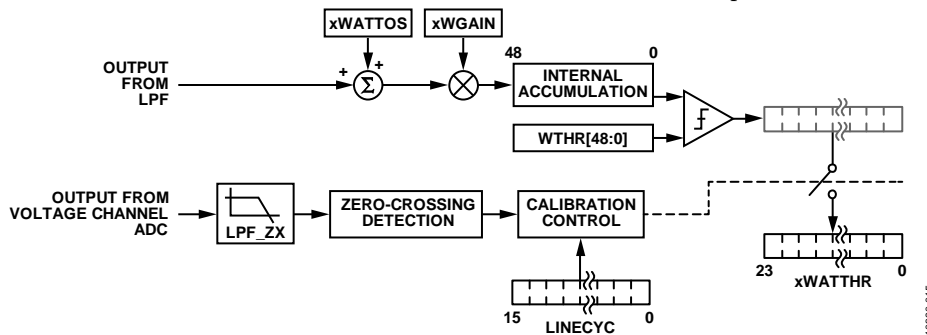 xWATTOS
xWGAIN
48
0
OUTPUT
FROM
LPF
+
+
Σ
INTERNAL
ACCUMULATION
WTHR[48:0]
OUTPUT FROM
VOLTAGE CHANNEL
ADC
LPF_ZX
ZERO-CROSSING
DETECTION
CALIBRATION
CONTROL
23
0
xWATTHR
15
0
LINECYC